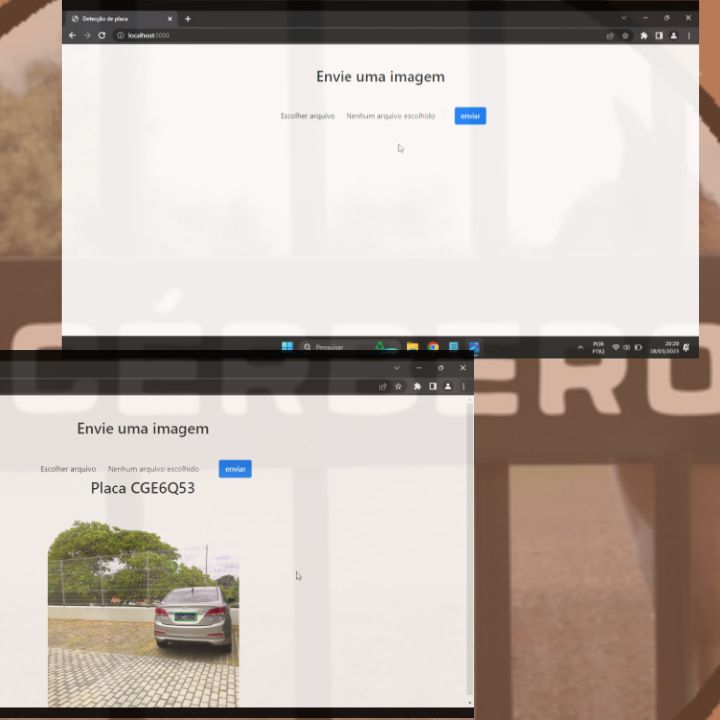 Detecção de placa
localhost:5000
Envie uma imagem
Escolher arquivo Nenhum arquivo escolhido enviar
Pesquisar
POR
PTB2
20:29
18/03/2023
CÉRBERO
Envie uma imagem
Escolher arquivo Nenhum arquivo escolhido enviar
Placa CGE6Q53